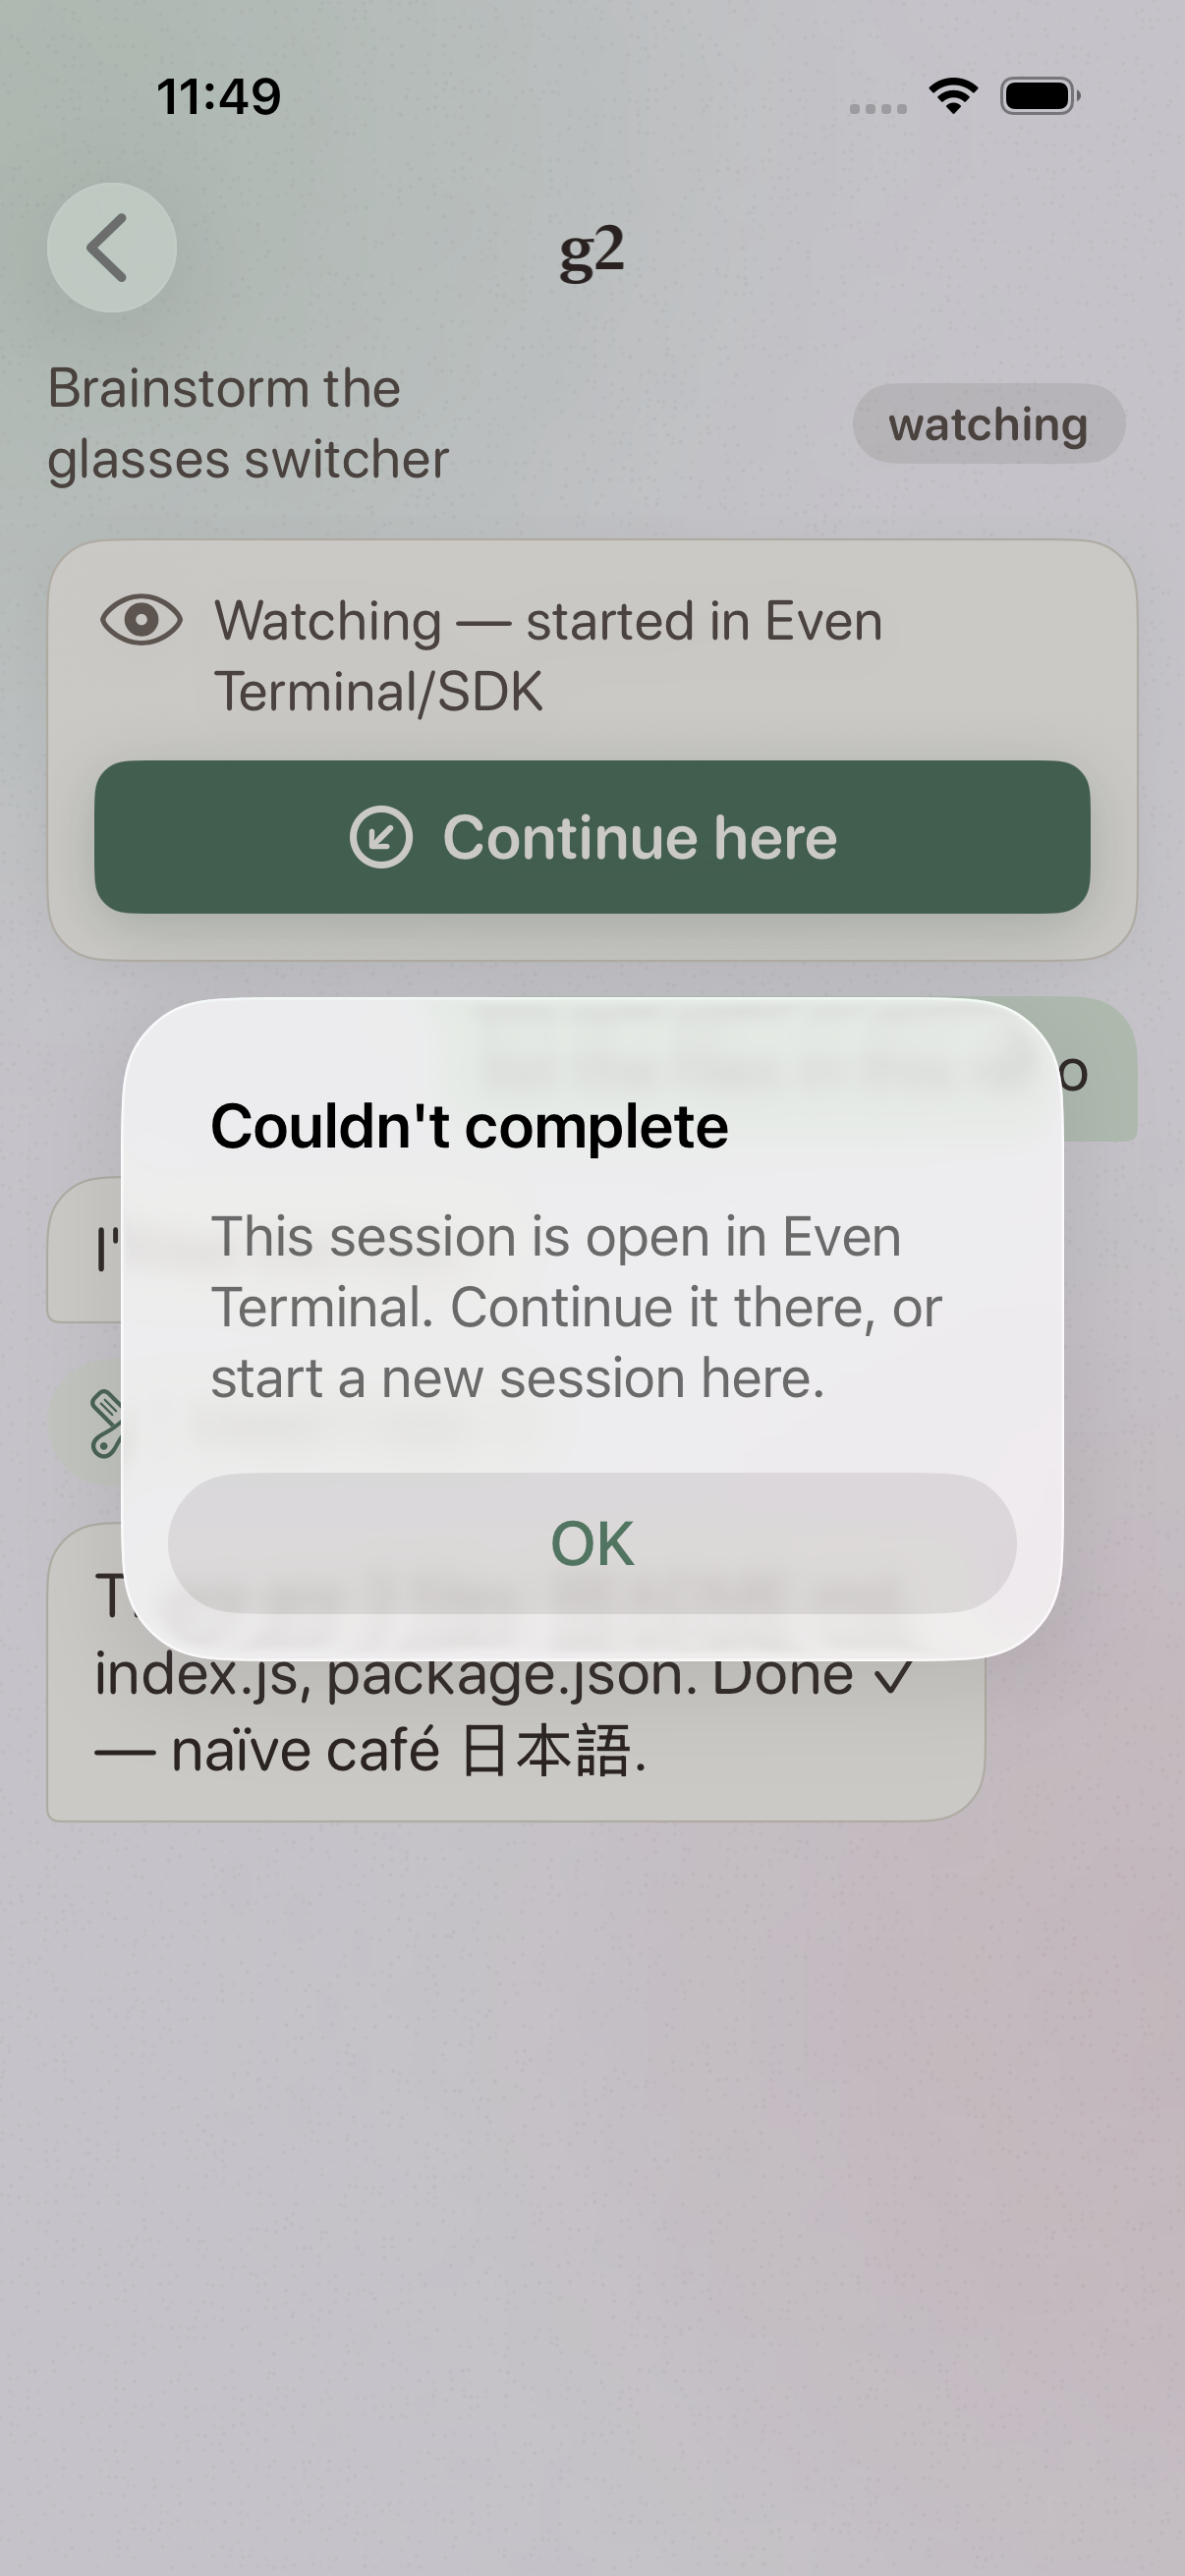 11:49
g2
Brainstorm the
glasses switcher
watching
Watching — started in Even
Terminal/SDK
Continue here
o
Couldn't complete
I'
This session is open in Even
Terminal. Continue it there, or
start a new session here.
OK
index.js, package.json. Done ✓
— naïve café 日本語.